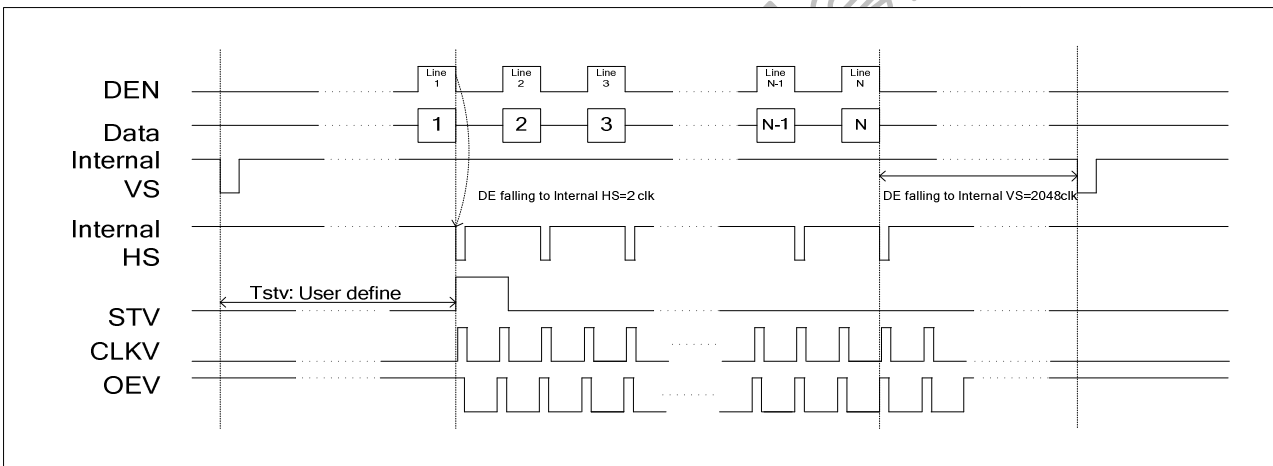 DEN
Line
1
Line
2
Line
3
Line
N-1
Line
N
Data
1
2
3
N-1
N
Internal
VS
DE falling to Internal HS=2 clk
DE falling to Internal VS=2048clk
Internal
HS
Tstv: User define
STV
CLKV
OEV